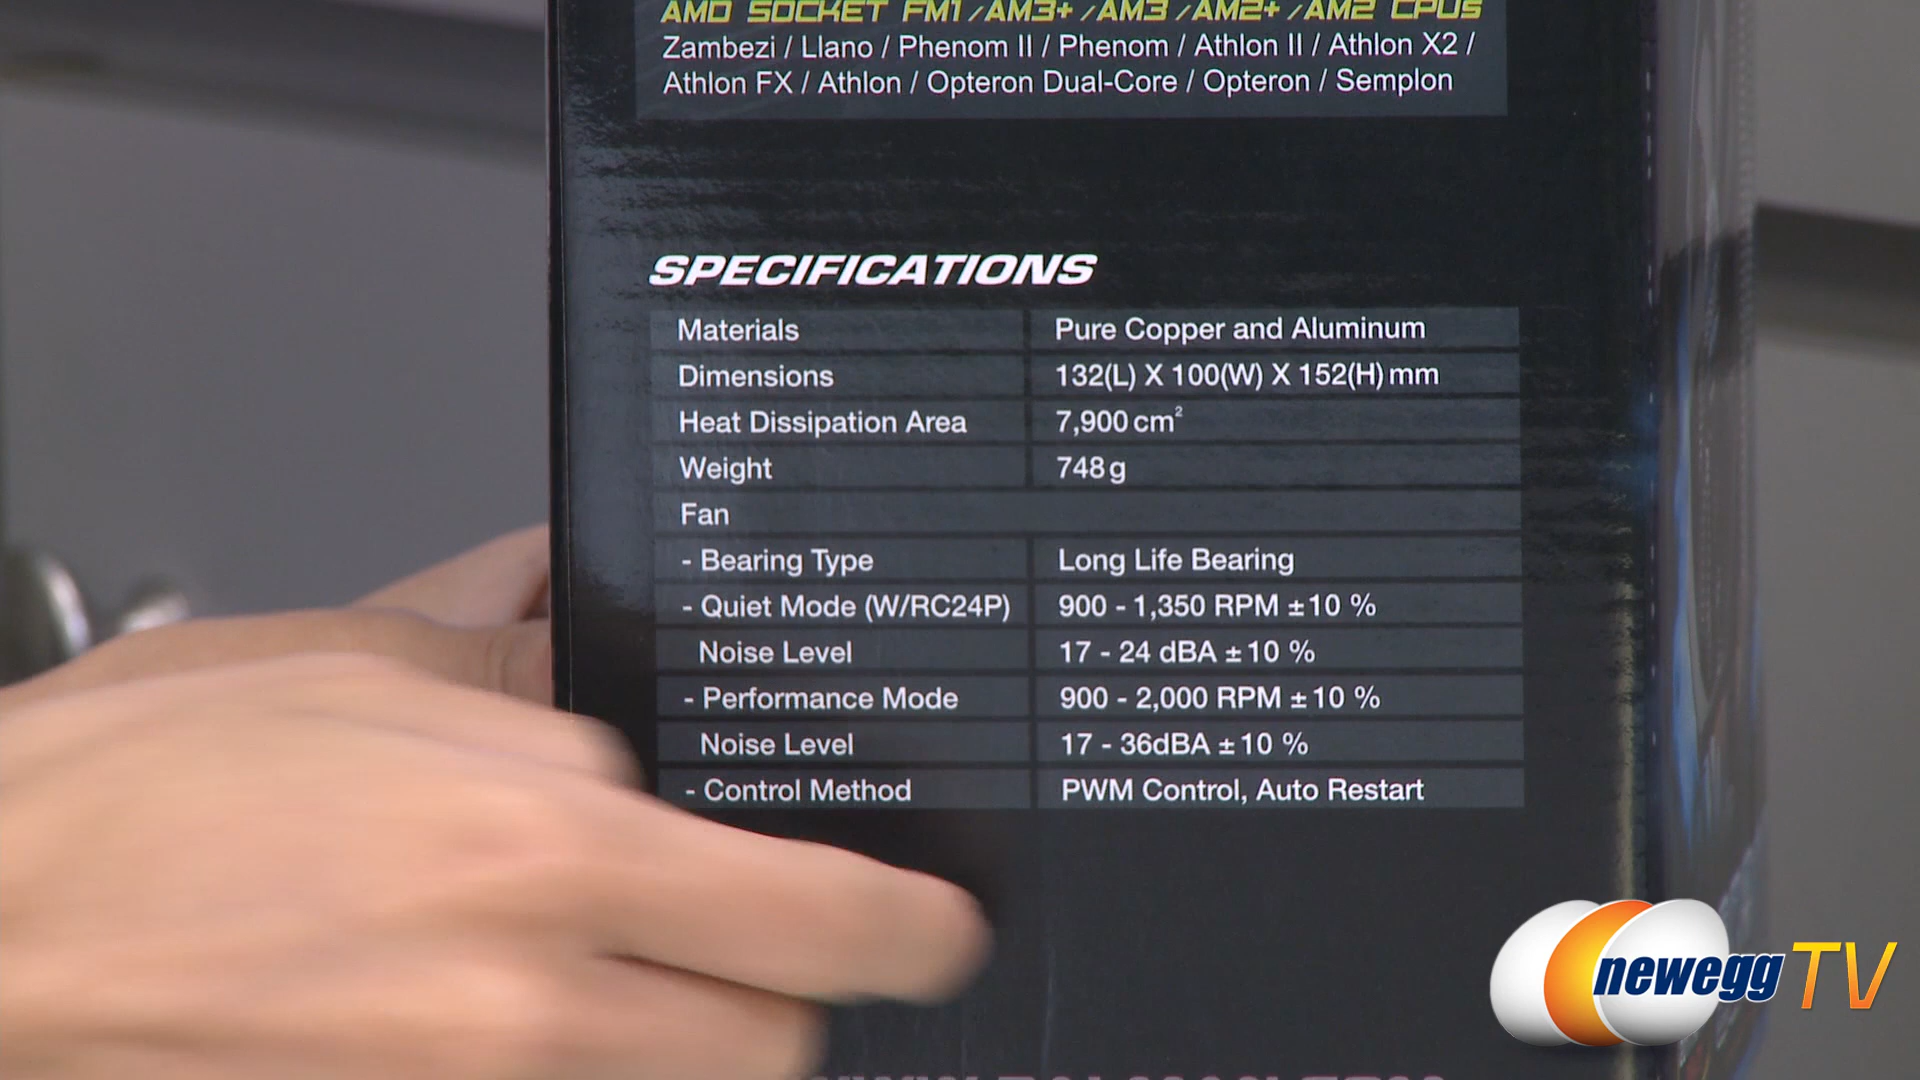 AMD SOCKET FM1/AM3+/AM3/AM2+/AM2 CPUs
Zambezi / Llano / Phenom II / Phenom / Athlon II / Athlon X2 /
Athlon FX / Athlon / Opteron Dual-Core / Opteron / Semplon
SPECIFICATIONS
Materials Pure Copper and Aluminum
Dimensions 132(L) X 100(W) X 152(H) mm
Heat Dissipation Area 7,900 cm²
Weight 748 g
Fan
- Bearing Type Long Life Bearing
- Quiet Mode (W/RC24P) 900 - 1,350 RPM ±10 %
Noise Level 17 - 24 dBA ±10 %
- Performance Mode 900 - 2,000 RPM ±10 %
Noise Level 17 - 36dBA ±10 %
- Control Method PWM Control, Auto Restart
newegg TV